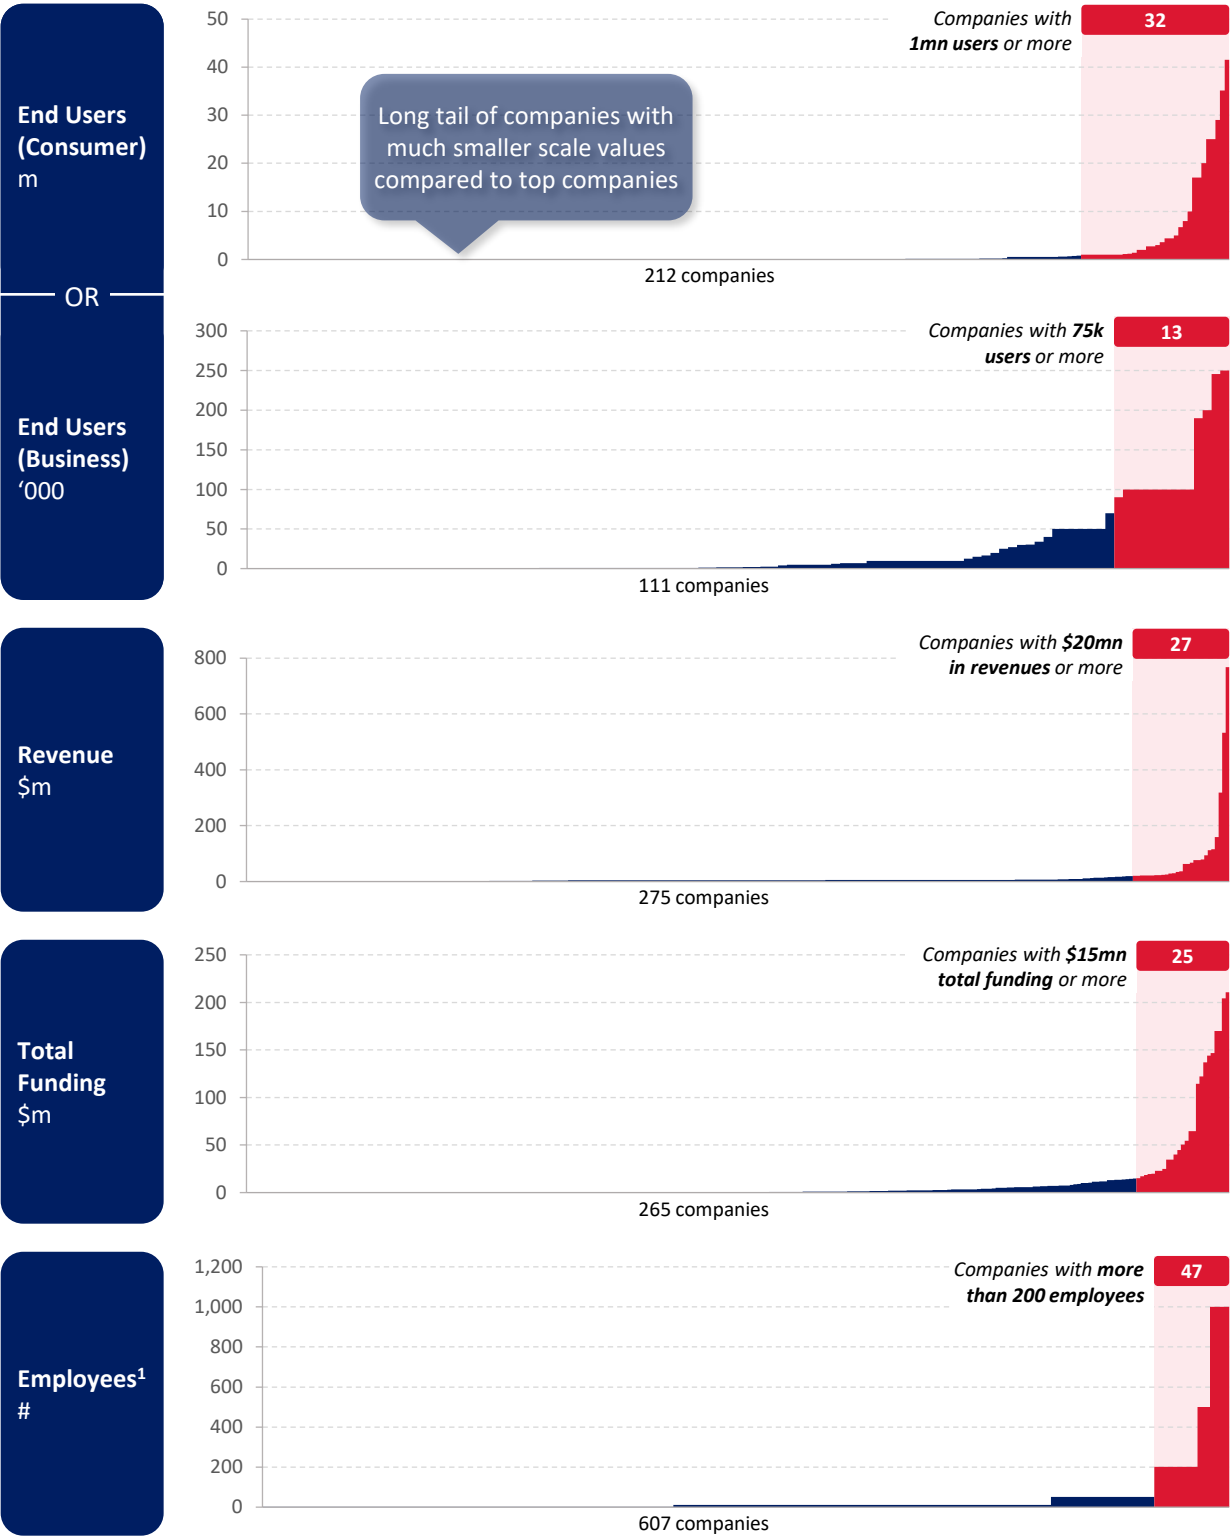 End Users
(Consumer)
m
50
40
30
20
10
0
Companies with
1mn users or more
32
Long tail of companies with
much smaller scale values
compared to top companies
212 companies
OR
End Users
(Business)
‘000
300
250
200
150
100
50
0
Companies with 75k
users or more
13
111 companies
Revenue
$m
800
600
400
200
0
Companies with $20mn
in revenues or more
27
275 companies
Total
Funding
$m
250
200
150
100
50
0
Companies with $15mn
total funding or more
25
265 companies
Employees¹
#
1,200
1,000
800
600
400
200
0
Companies with more
than 200 employees
47
607 companies